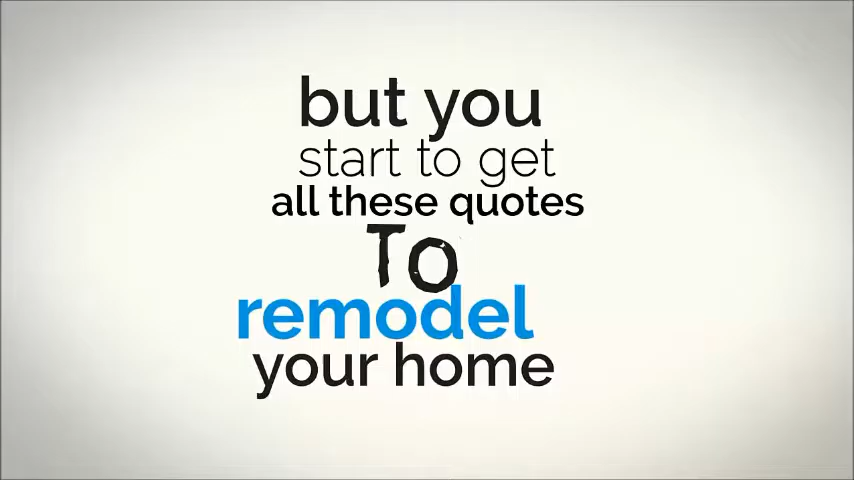 but you
start to get
all these quotes
To
remodel
your home